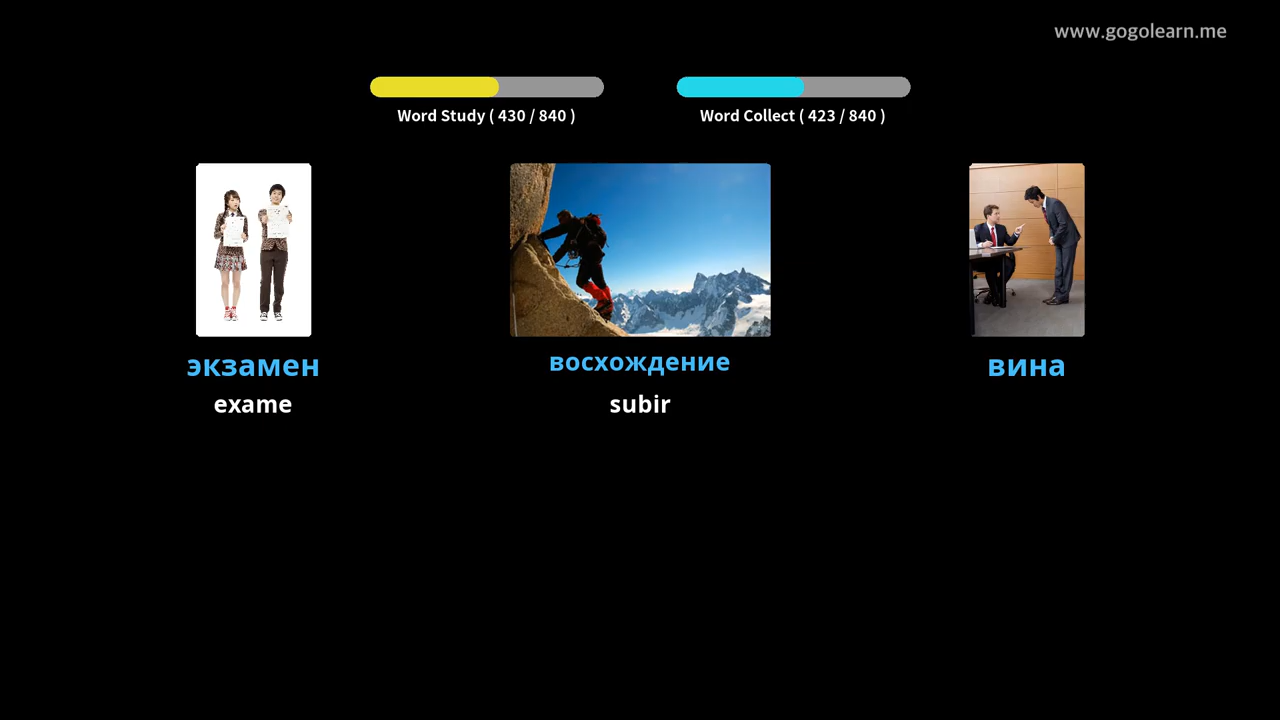 www.gogolearn.me
Word Study ( 430 / 840 )
Word Collect ( 423 / 840 )
экзамен
восхождение
вина
exame
subir